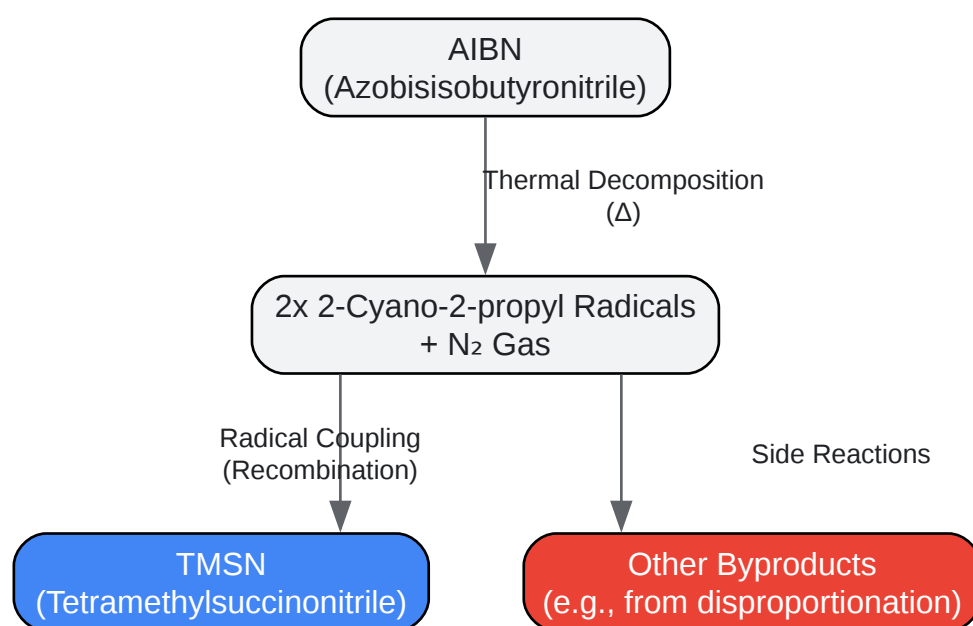 AIBN
(Azobisisobutyronitrile)
Thermal Decomposition
(Δ)
2x 2-Cyano-2-propyl Radicals
+ N₂ Gas
Radical Coupling
(Recombination)
Side Reactions
TMSN
(Tetramethylsuccinonitrile)
Other Byproducts
(e.g., from disproportionation)